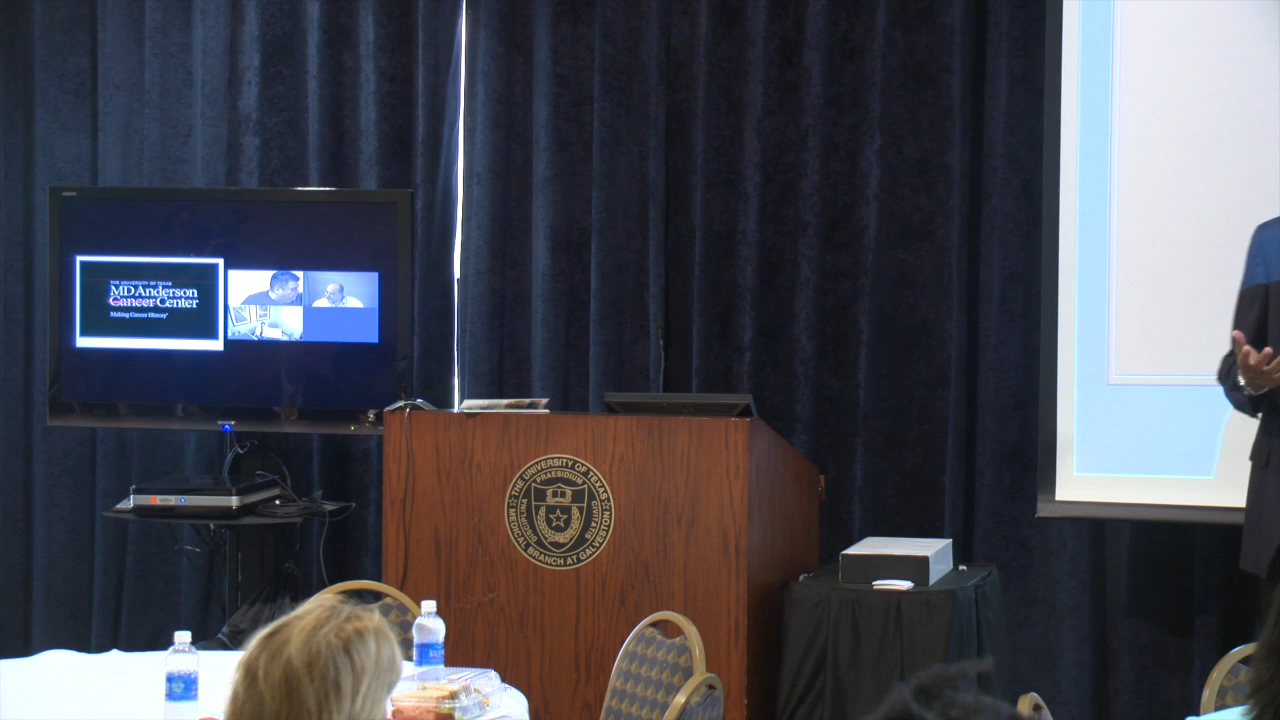 THE UNIVERSITY OF TEXAS
MD Anderson
Cancer Center
Making Cancer History®
THE UNIVERSITY OF TEXAS
MEDICAL BRANCH AT GALVESTON
PRAESIDIUM
DISCIPLINA
CIVITATIS